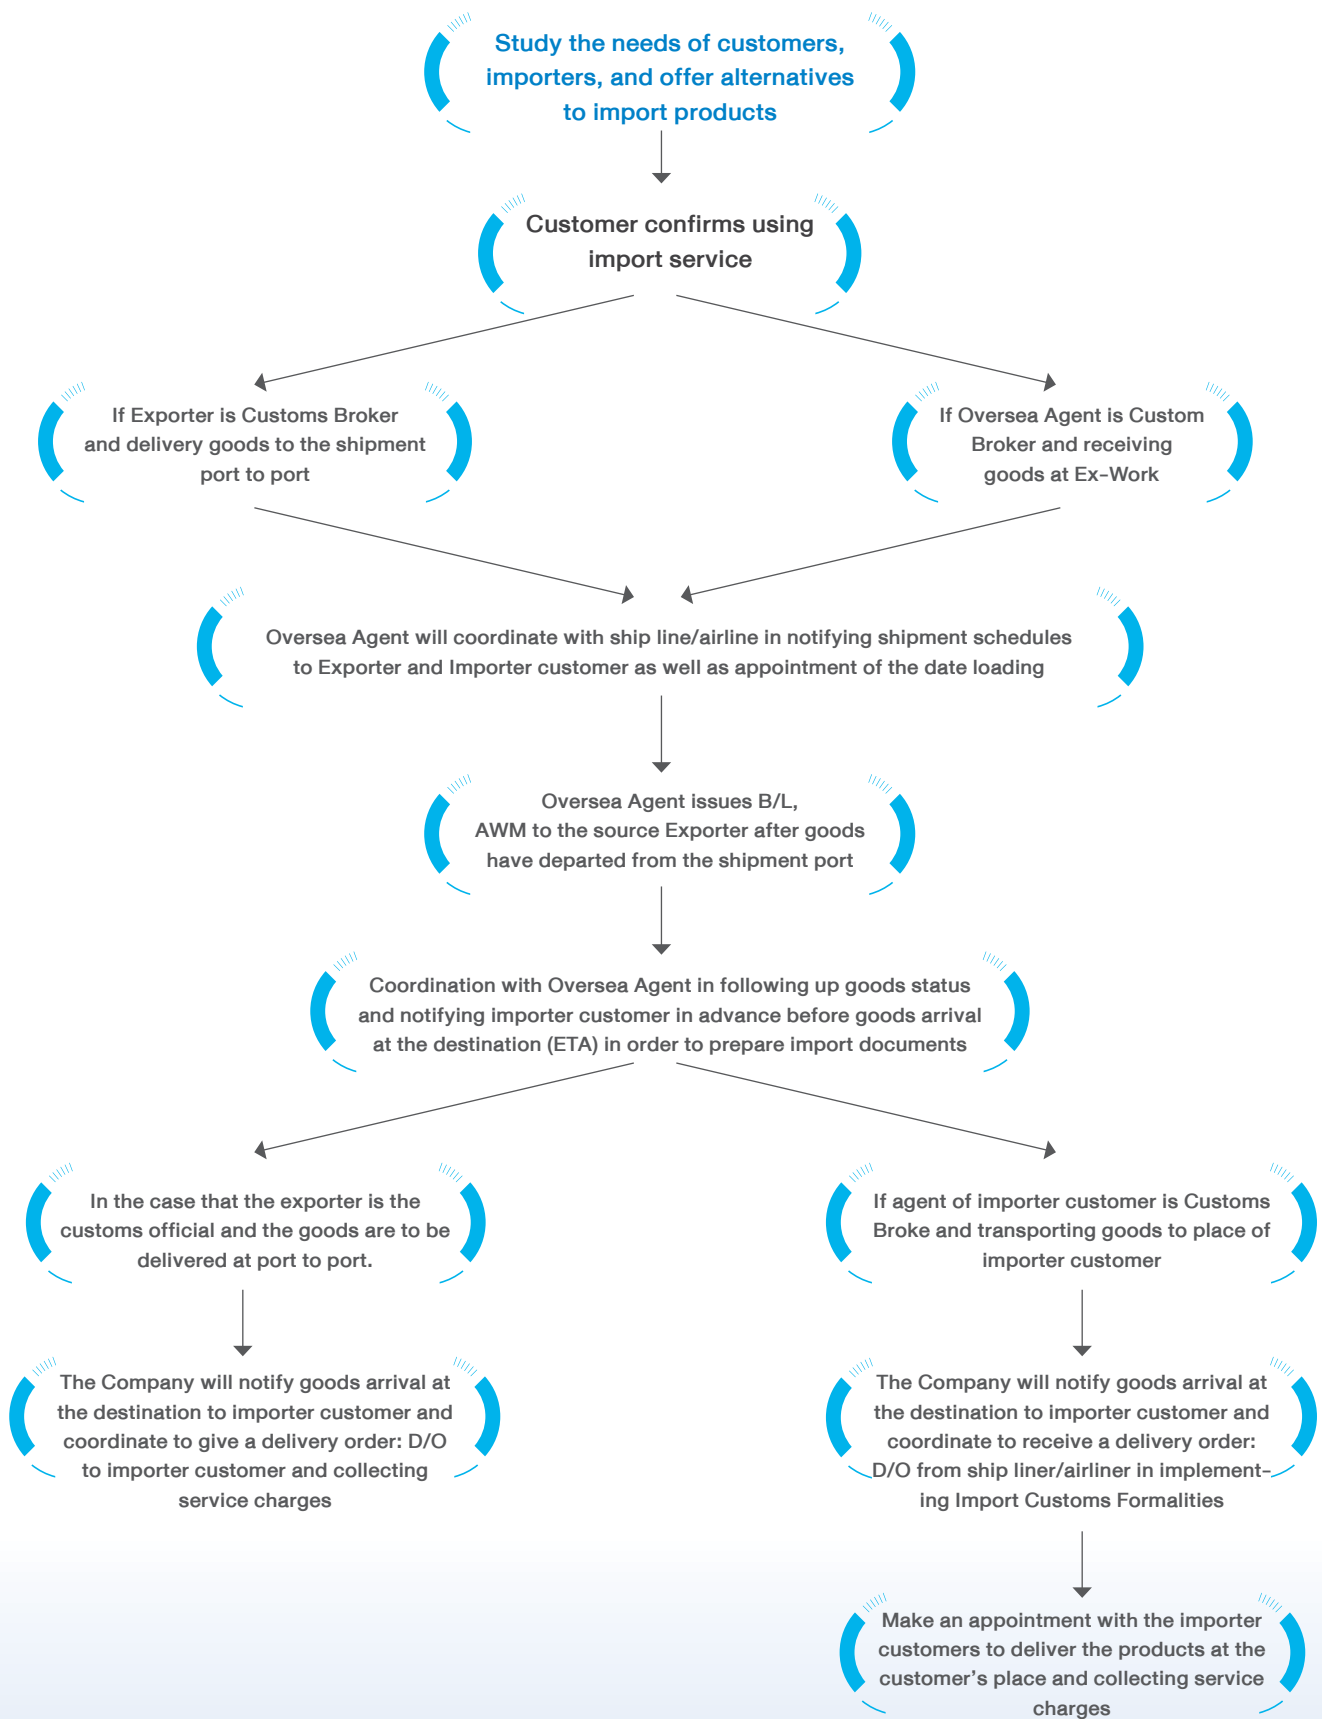 Study the needs of customers,
importers, and offer alternatives
to import products
Customer confirms using
import service
If Exporter is Customs Broker
and delivery goods to the shipment
port to port
If Oversea Agent is Custom
Broker and receiving
goods at Ex-Work
Oversea Agent will coordinate with ship line/airline in notifying shipment schedules
to Exporter and Importer customer as well as appointment of the date loading
Oversea Agent issues B/L,
AWM to the source Exporter after goods
have departed from the shipment port
Coordination with Oversea Agent in following up goods status
and notifying importer customer in advance before goods arrival
at the destination (ETA) in order to prepare import documents
In the case that the exporter is the
customs official and the goods are to be
delivered at port to port.
If agent of importer customer is Customs
Broke and transporting goods to place of
importer customer
The Company will notify goods arrival at
the destination to importer customer and
coordinate to give a delivery order: D/O
to importer customer and collecting
service charges
The Company will notify goods arrival at
the destination to importer customer and
coordinate to receive a delivery order:
D/O from ship liner/airliner in implement-
ing Import Customs Formalities
Make an appointment with the importer
customers to deliver the products at the
customer's place and collecting service
charges